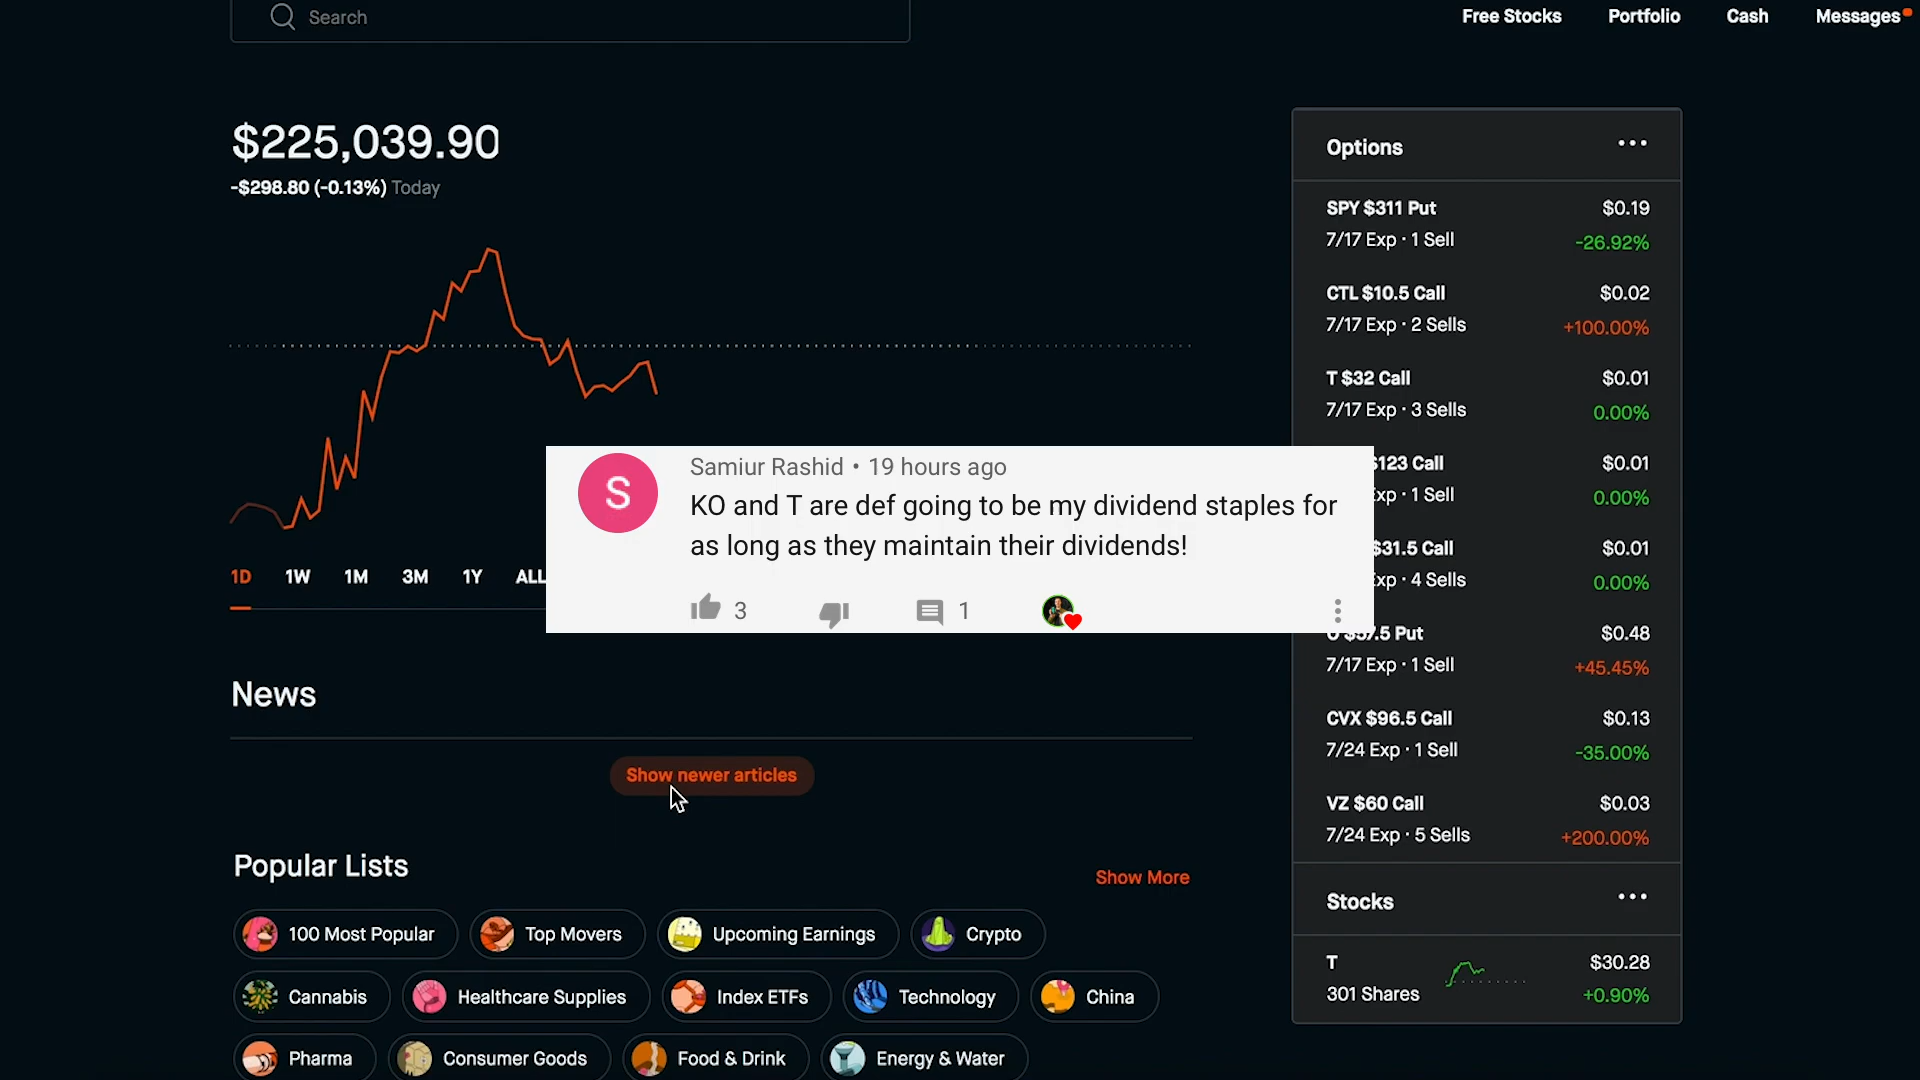 Search
Free Stocks
Portfolio
Cash
Messages
$225,039.90
-$298.80 (-0.13%) Today
1D
1W
1M
3M
1Y
ALL
S
Samiur Rashid • 19 hours ago
KO and T are def going to be my dividend staples for
as long as they maintain their dividends!
3
1
News
Show newer articles
Popular Lists
Show More
100 Most Popular
Top Movers
Upcoming Earnings
Crypto
Cannabis
Healthcare Supplies
Index ETFs
Technology
China
Pharma
Consumer Goods
Food & Drink
Energy & Water
Options
SPY $311 Put
$0.19
7/17 Exp · 1 Sell
-26.92%
CTL $10.5 Call
$0.02
7/17 Exp · 2 Sells
+100.00%
T $32 Call
$0.01
7/17 Exp · 3 Sells
0.00%
$123 Call
$0.01
Exp · 1 Sell
0.00%
$31.5 Call
$0.01
Exp · 4 Sells
0.00%
O $57.5 Put
$0.48
7/17 Exp · 1 Sell
+45.45%
CVX $96.5 Call
$0.13
7/24 Exp · 1 Sell
-35.00%
VZ $60 Call
$0.03
7/24 Exp · 5 Sells
+200.00%
Stocks
T
$30.28
301 Shares
+0.90%